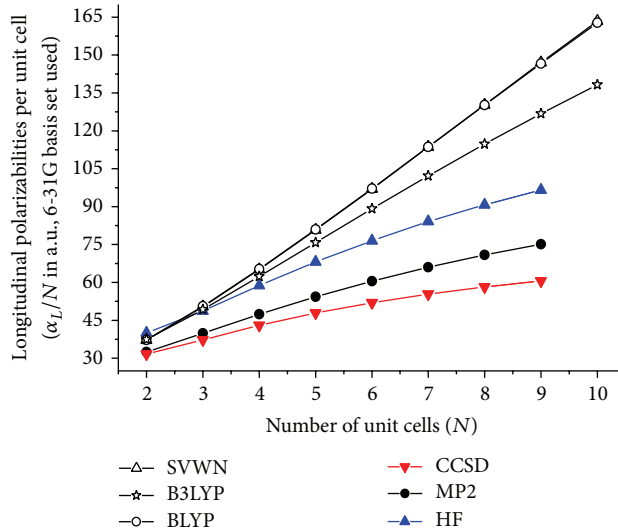 Longitudinal polarizabilities per unit cell
(α_L/N in a.u., 6-31G basis set used)
165
150
135
120
105
90
75
60
45
30
2 3 4 5 6 7 8 9 10
Number of unit cells (N)
SVWN
B3LYP
BLYP
CCSD
MP2
HF